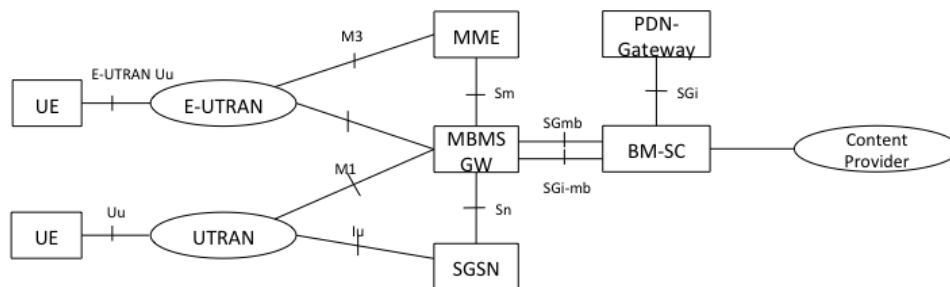 M3
MME
PDN-
Gateway
E-UTRAN Uu
UE
E-UTRAN
Sm
SGi
SGmb
MBMS
GW
BM-SC
Content
Provider
M1
SGi-mb
Uu
Sn
UE
UTRAN
Iμ
SGSN